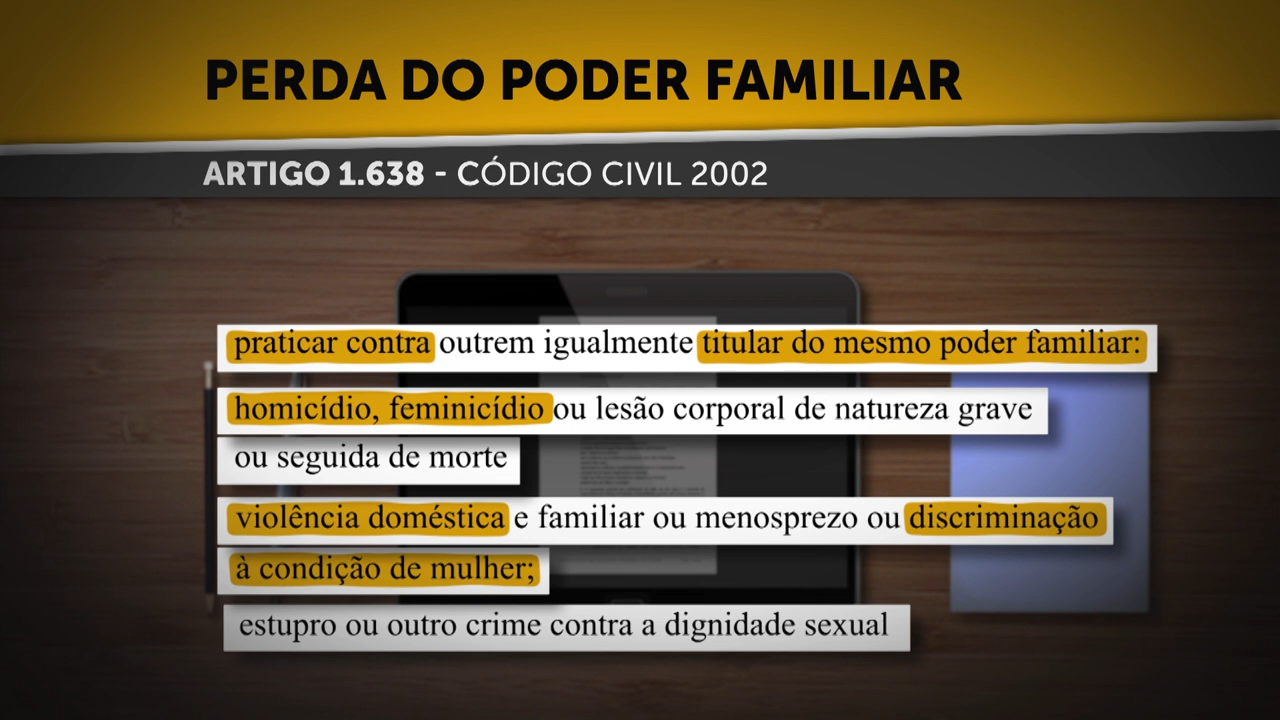 PERDA DO PODER FAMILIAR
ARTIGO 1.638 - CÓDIGO CIVIL 2002
praticar contra outrem igualmente titular do mesmo poder familiar:
homicídio, feminicídio ou lesão corporal de natureza grave
ou seguida de morte
violência doméstica e familiar ou menosprezo ou discriminação
à condição de mulher;
estupro ou outro crime contra a dignidade sexual